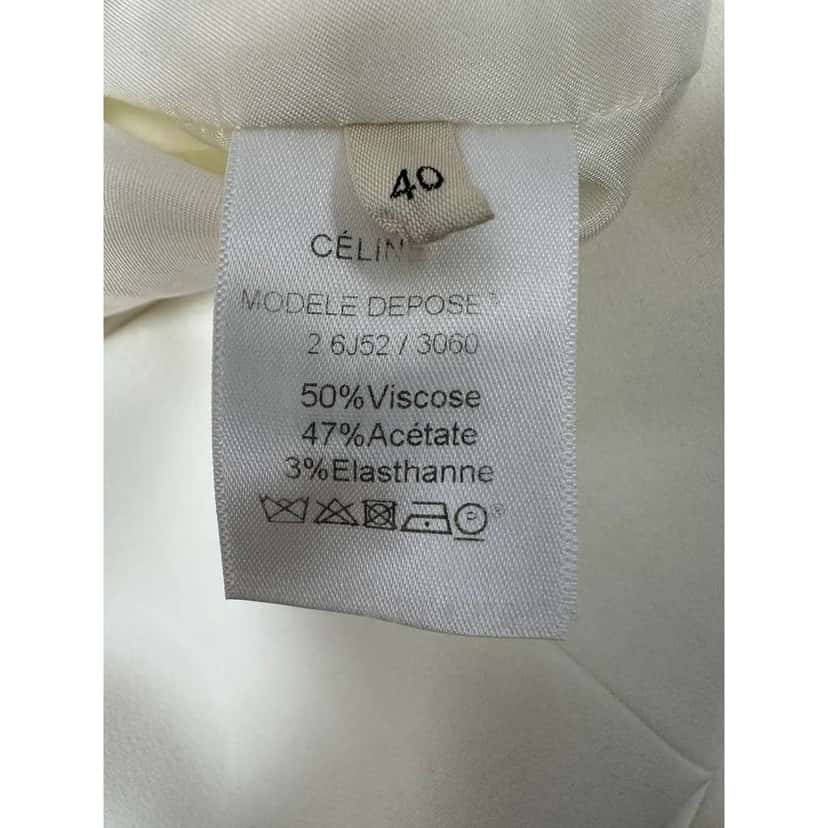 40
CÉLINE
MODELE DEPOSE®
2 6J52 / 3060
50%Viscose
47%Acétate
3%Elasthanne
P®